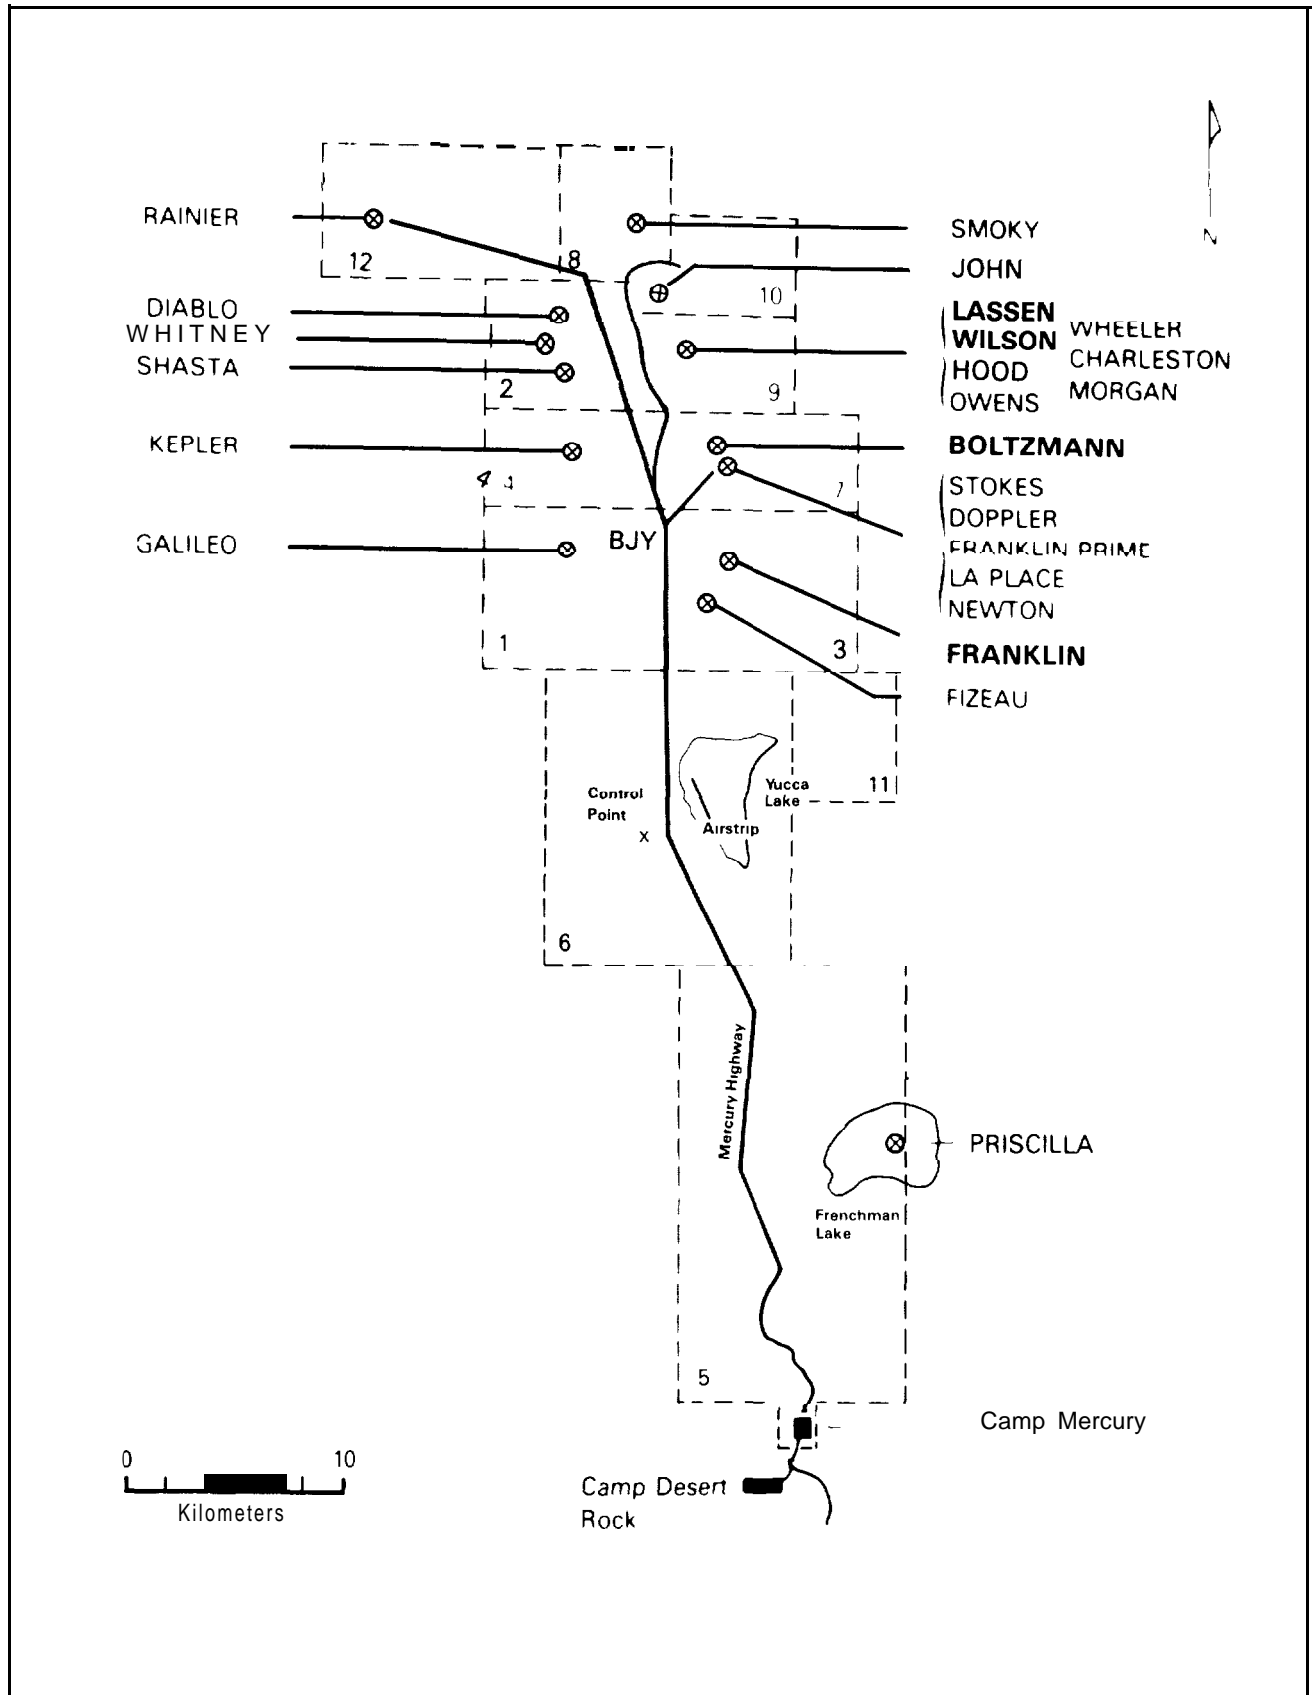 N
RAINIER
12
8
SMOKY
JOHN
10
DIABLO
WHITNEY
SHASTA
2
9
LASSEN
WILSON
HOOD
OWENS
WHEELER
CHARLESTON
MORGAN
KEPLER
4
4
7
BOLTZMANN
STOKES
DOPPLER
FRANKLIN PRIME
LA PLACE
NEWTON
GALILEO
BJY
1
3
FRANKLIN
FIZEAU
Control
Point
X
Yucca
Lake
Airstrip
11
6
Mercury Highway
PRISCILLA
Frenchman
Lake
5
Camp Mercury
Camp Desert
Rock
0 10
Kilometers